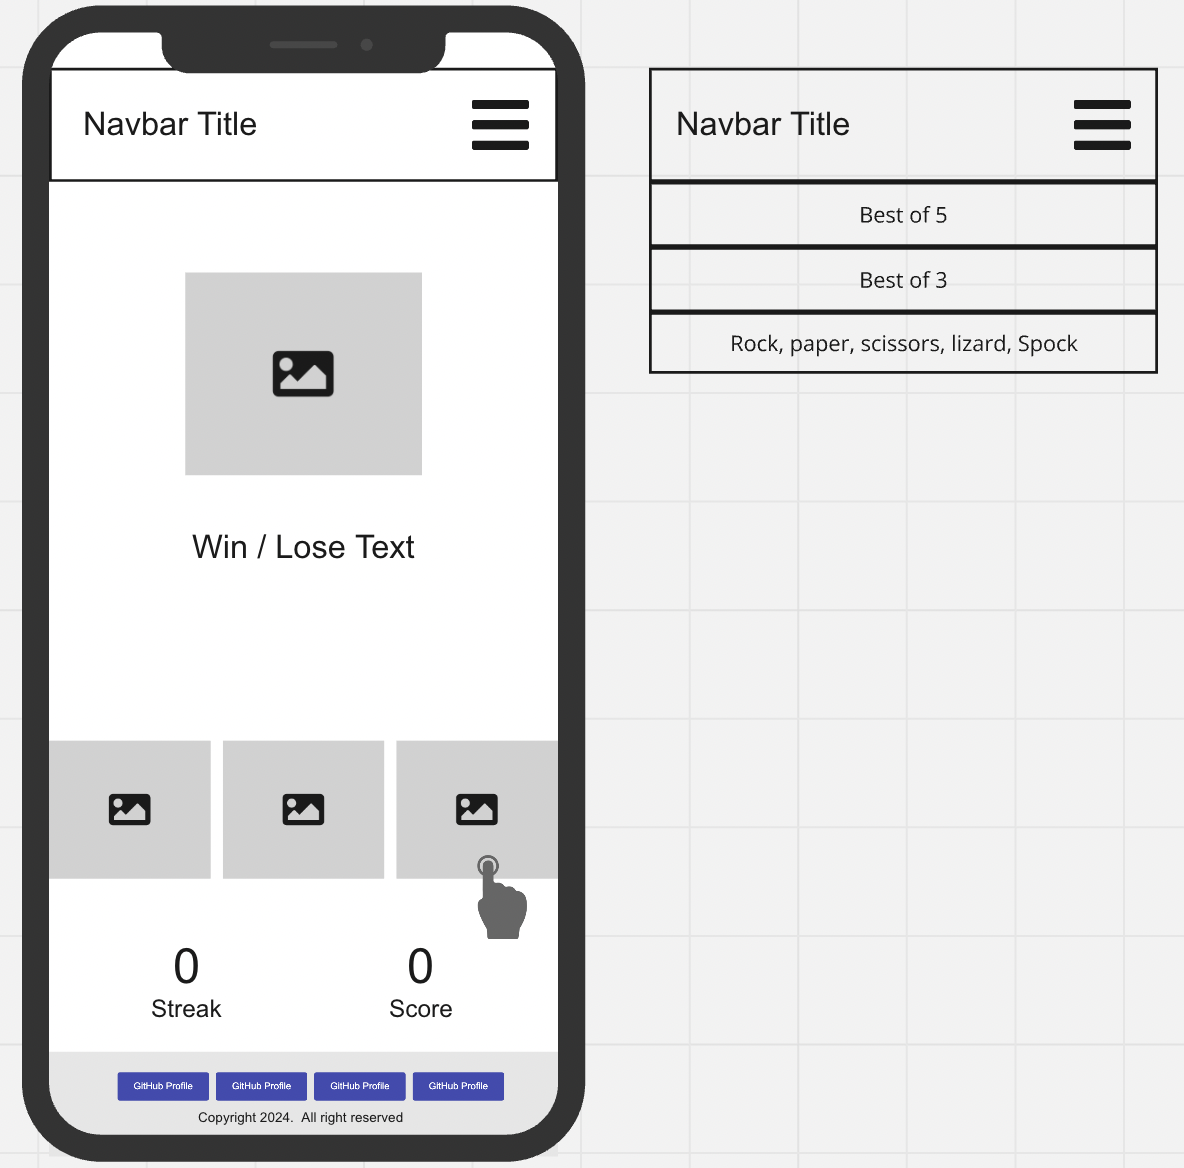 Navbar Title
Win / Lose Text
0
Streak
0
Score
GitHub Profile
GitHub Profile
GitHub Profile
GitHub Profile
Copyright 2024.  All right reserved
Navbar Title
Best of 5
Best of 3
Rock, paper, scissors, lizard, Spock